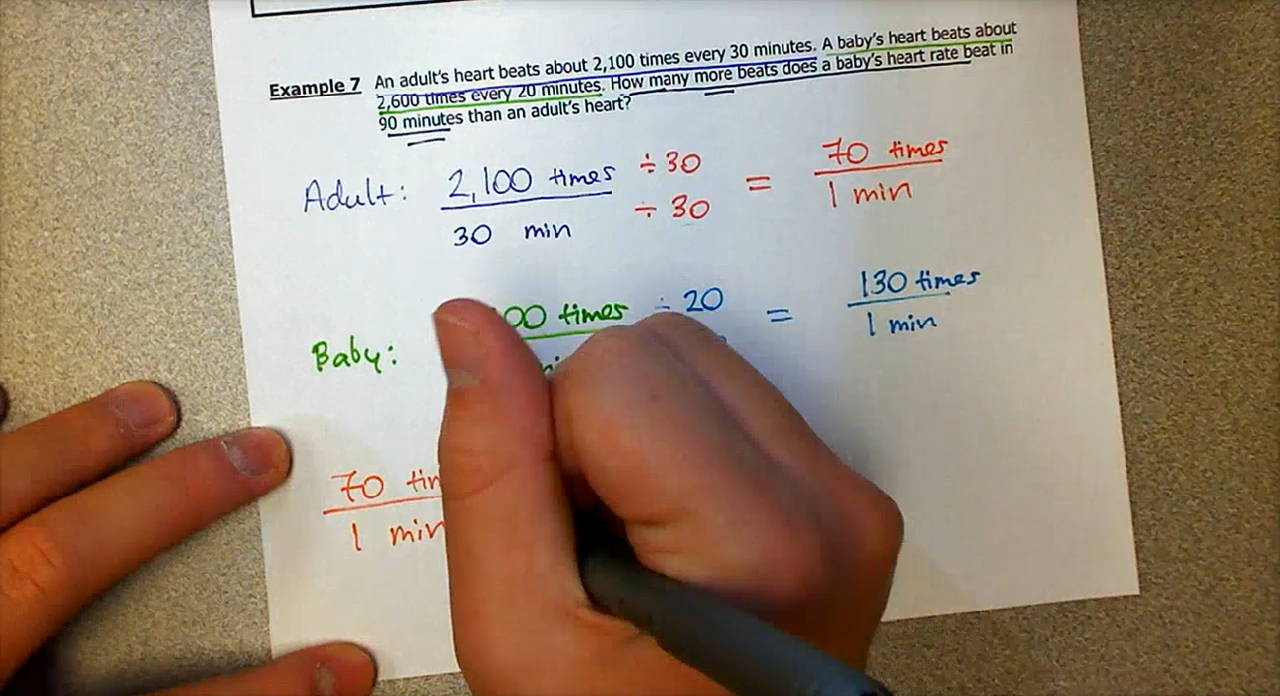 Example 7 An adult's heart beats about 2,100 times every 30 minutes. A baby's heart beats about
2,600 times every 20 minutes. How many more beats does a baby's heart rate beat in
90 minutes than an adult's heart?
÷ 30 70 times
Adult: 2,100 times =
÷ 30 1 min
30 min
130 times
00 times ÷ 20 =
1 min
Baby:
70
1 min